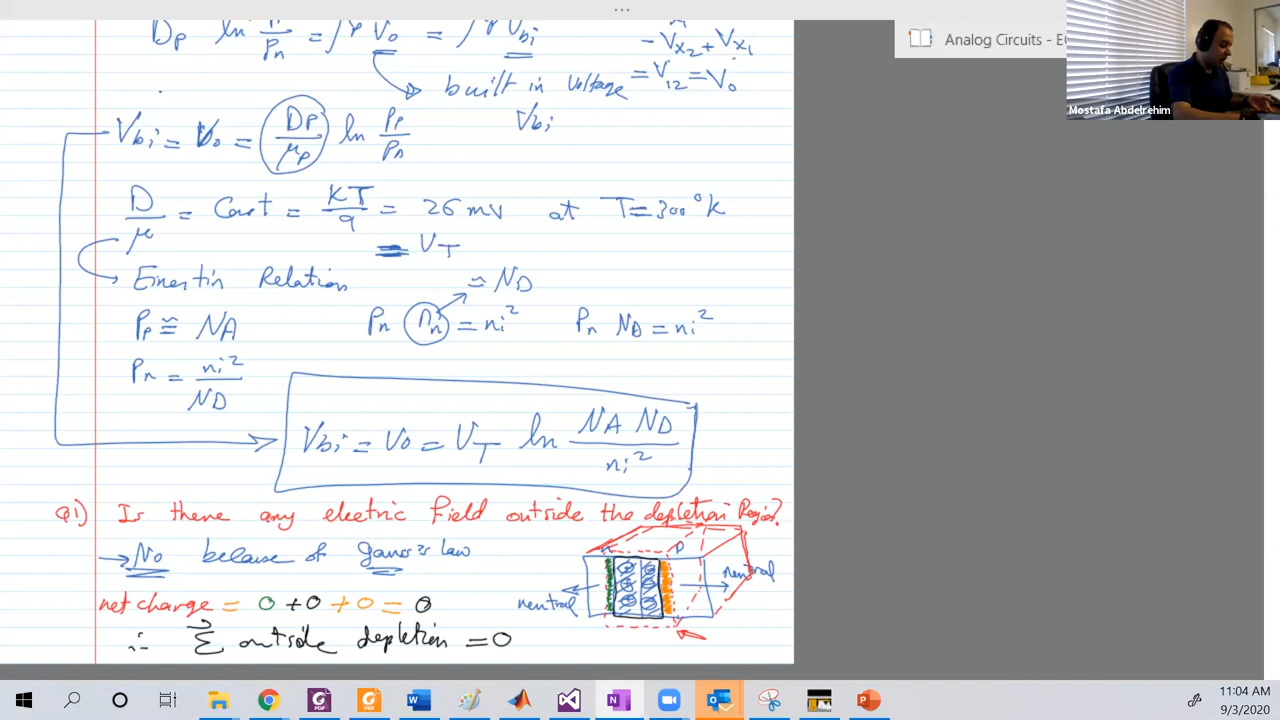 Dp ln Pp/Pn = μp V₀ = μp Vbi
- Vx2 + Vx1
= V12 = V₀
built in voltage
Vbi
Vbi = V₀ = Dp/μp ln Pp/Pn
D/μ = Const = KT/q = 26 mV at T = 300°k
= VT
Einestin Relation ≈ ND
Pp ≅ NA Pn nn = ni² Pn ND = ni²
Pn = ni²/ND
Vbi = V₀ = VT ln NA ND/ni²
Q1) Is there any electric field outside the depletion Region?
→ No because of gauss's law
n P
neutral
neutral
net charge = 0 + 0 + 0 = 0
∴ E outside depletion = 0
Analog Circuits - E
Mostafa Abdelrehim
11:04 AM
9/3/2020